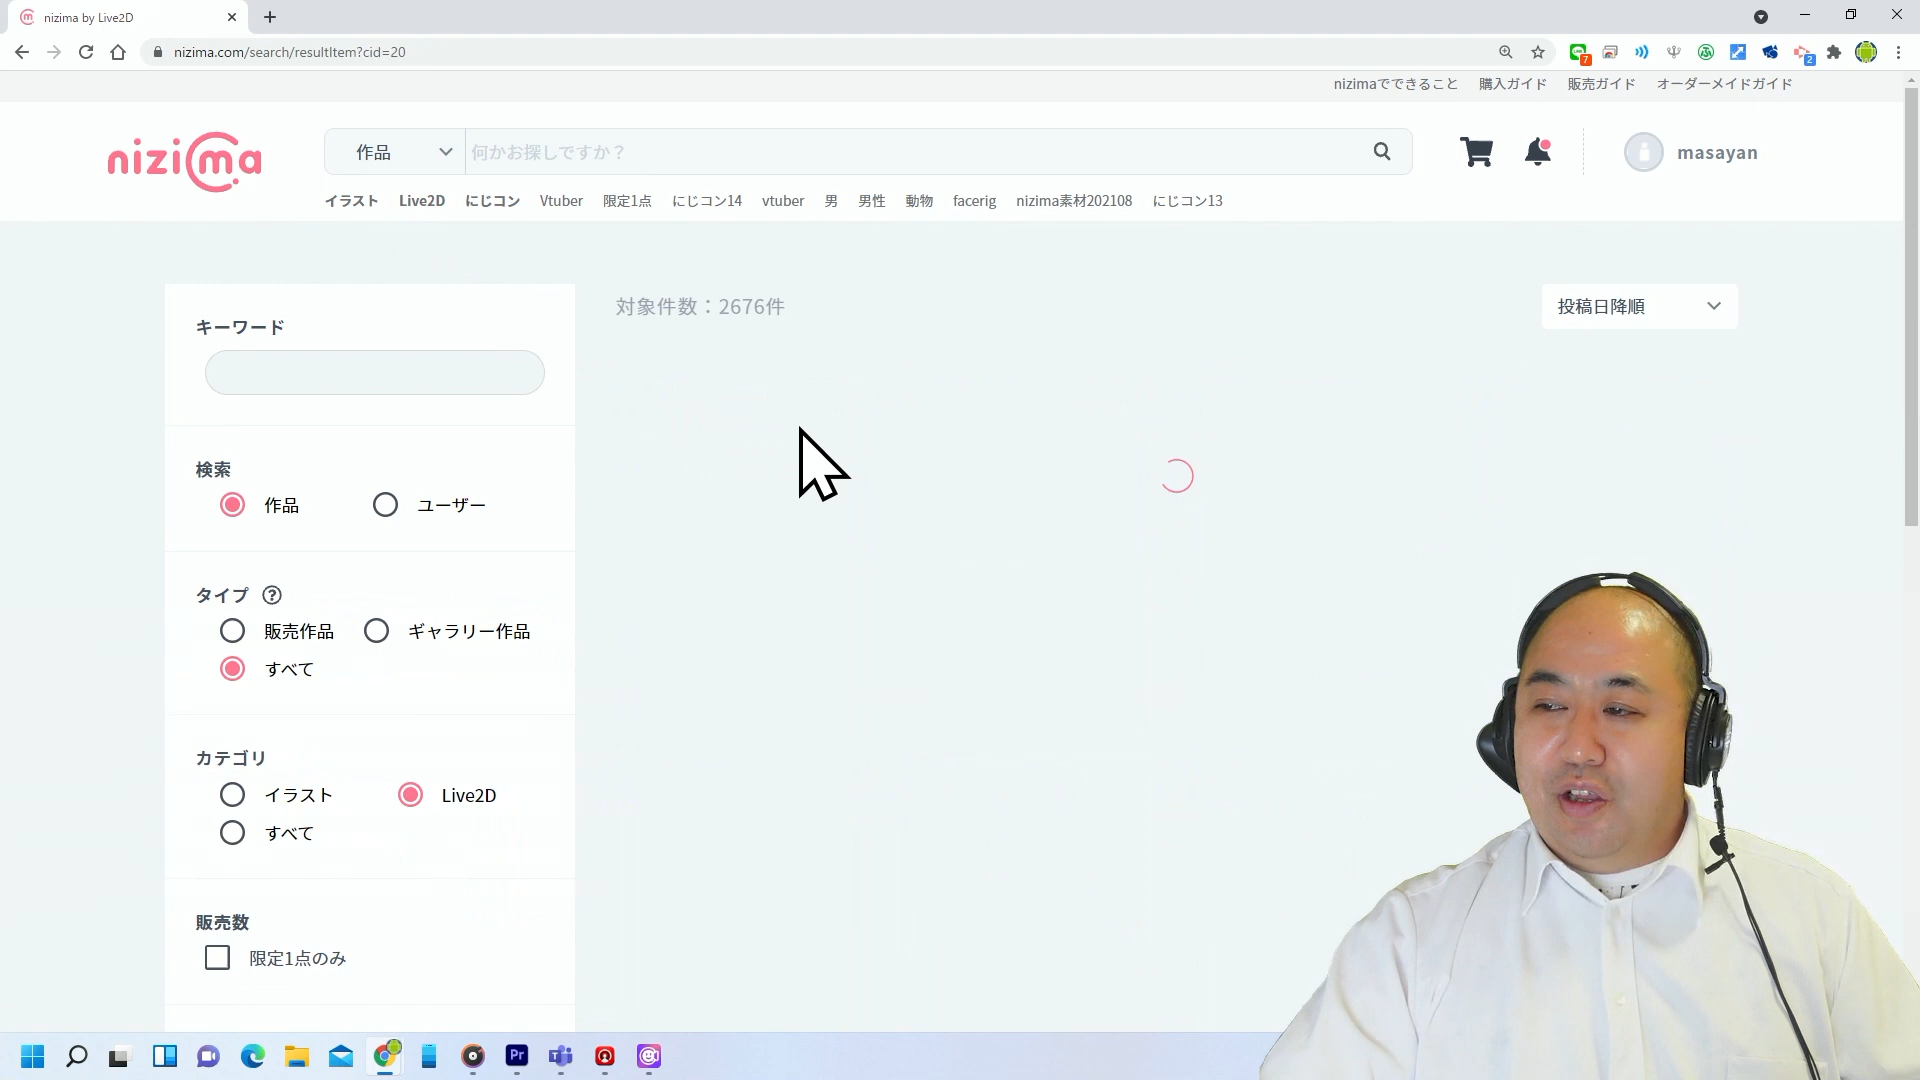 nizima by Live2D
nizima.com/search/resultItem?cid=20
7
2
nizimaでできること 購入ガイド 販売ガイド オーダーメイドガイド
nizima
作品 何かお探しですか？
masayan
イラスト Live2D にじコン Vtuber 限定1点 にじコン14 vtuber 男 男性 動物 facerig nizima素材202108 にじコン13
対象件数：2676件
投稿日降順
キーワード
検索
作品 ユーザー
タイプ ?
販売作品 ギャラリー作品
すべて
カテゴリ
イラスト Live2D
すべて
販売数
限定1点のみ
Pr